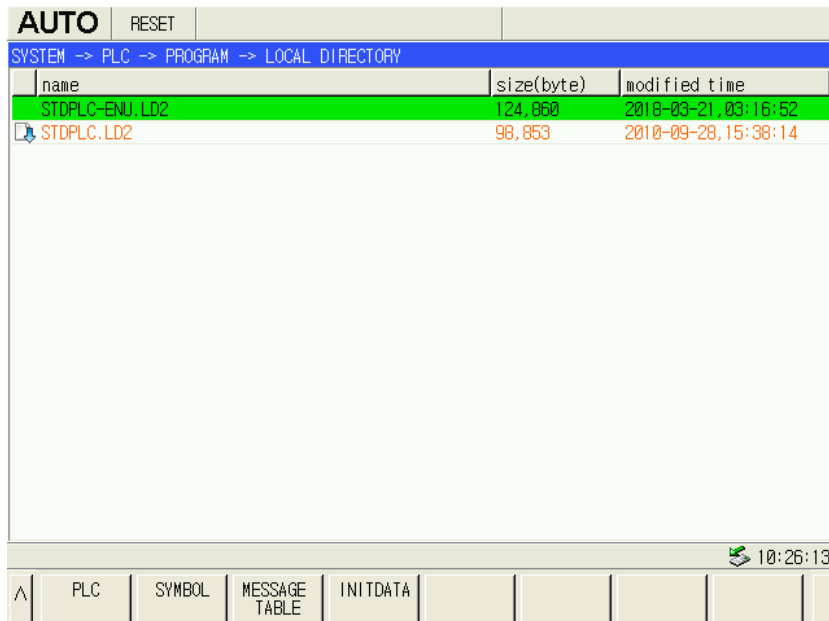 AUTO RESET
SYSTEM -> PLC -> PROGRAM -> LOCAL DIRECTORY
name size(byte) modified time
STDPLC-ENU.LD2 124,860 2018-03-21,03:16:52
STDPLC.LD2 98,853 2010-09-28,15:38:14
10:26:13
^ PLC SYMBOL MESSAGE TABLE INITDATA